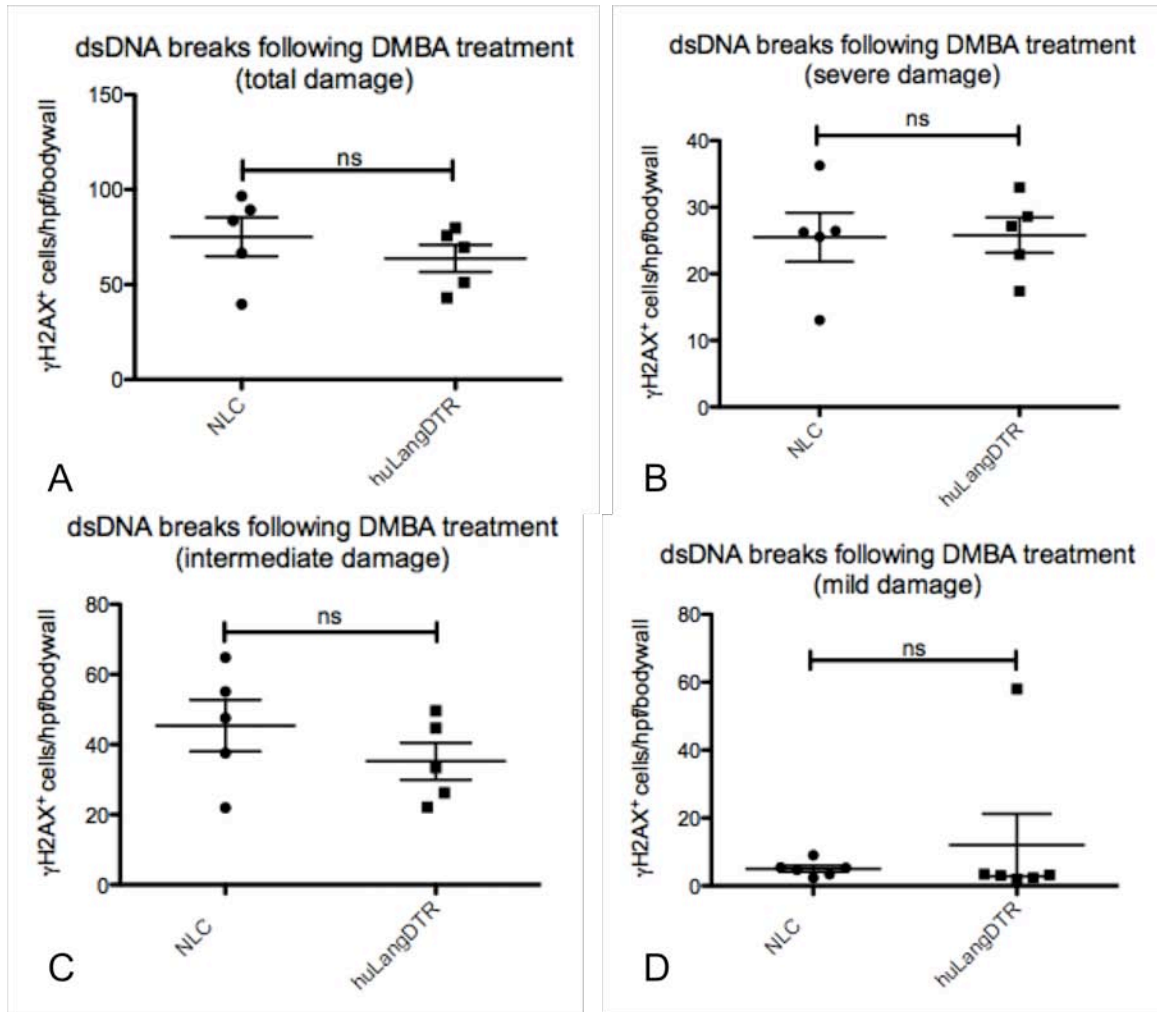 dsDNA breaks following DMBA treatment
(total damage)
γH2AX⁺ cells/hpf/bodywall
150
100
50
0
ns
NLC
huLangDTR
A
dsDNA breaks following DMBA treatment
(severe damage)
γH2AX⁺ cells/hpf/bodywall
40
30
20
10
0
ns
NLC
huLangDTR
B
dsDNA breaks following DMBA treatment
(intermediate damage)
γH2AX⁺ cells/hpf/bodywall
80
60
40
20
0
ns
NLC
huLangDTR
C
dsDNA breaks following DMBA treatment
(mild damage)
γH2AX⁺ cells/hpf/bodywall
80
60
40
20
0
ns
NLC
huLangDTR
D